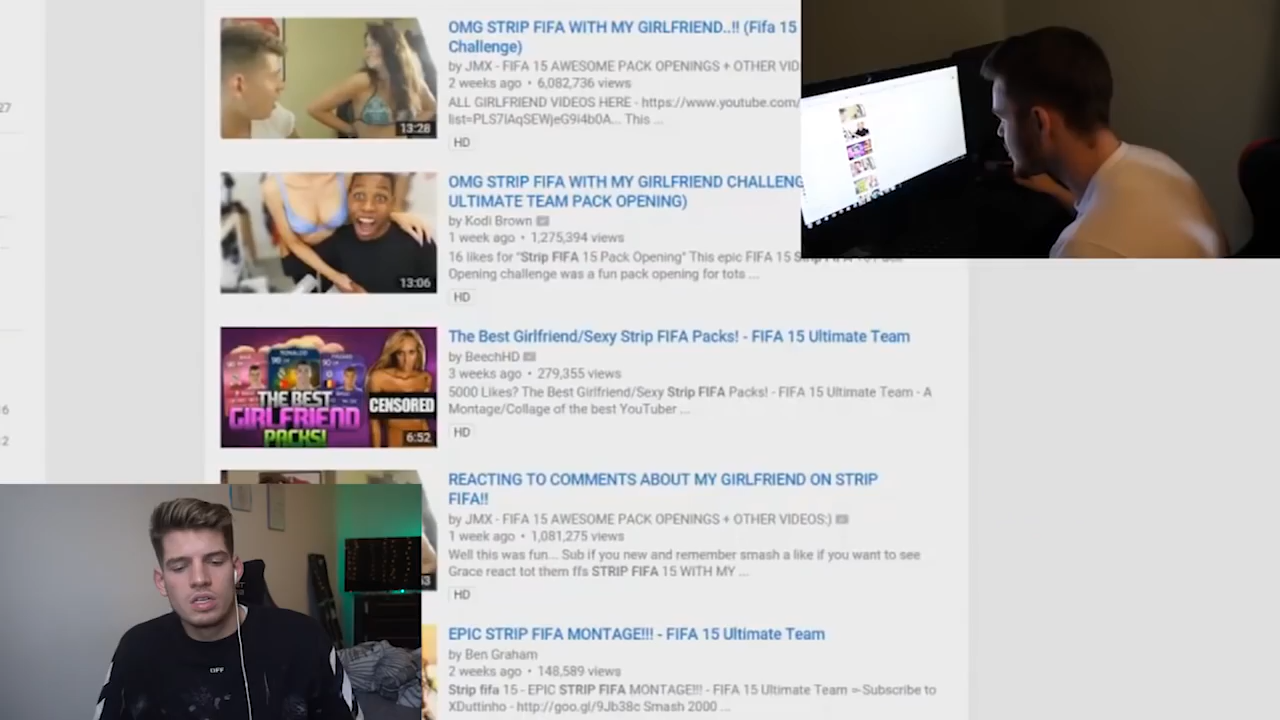 OMG STRIP FIFA WITH MY GIRLFRIEND..!! (Fifa 15
Challenge)
by JMX - FIFA 15 AWESOME PACK OPENINGS + OTHER VID
2 weeks ago • 6,082,736 views
ALL GIRLFRIEND VIDEOS HERE - https://www.youtube.com/
list=PLS7iAqSEWjeG9i4b0A... This ...
13:28
HD
27
OMG STRIP FIFA WITH MY GIRLFRIEND CHALLENG
ULTIMATE TEAM PACK OPENING)
by Kodi Brown
1 week ago • 1,275,394 views
16 likes for "Strip FIFA 15 Pack Opening" This epic FIFA 15
Opening challenge was a fun pack opening for tots ...
13:06
HD
The Best Girlfriend/Sexy Strip FIFA Packs! - FIFA 15 Ultimate Team
by BeechHD
3 weeks ago • 279,355 views
5000 Likes? The Best Girlfriend/Sexy Strip FIFA Packs! - FIFA 15 Ultimate Team - A
Montage/Collage of the best YouTuber ...
RONALDO
THE BEST
GIRLFRIEND
PACKS!
CENSORED
6:52
HD
REACTING TO COMMENTS ABOUT MY GIRLFRIEND ON STRIP
FIFA!!
by JMX - FIFA 15 AWESOME PACK OPENINGS + OTHER VIDEOS:)
1 week ago • 1,081,275 views
Well this was fun... Sub if you new and remember smash a like if you want to see
Grace react tot them ffs STRIP FIFA 15 WITH MY ...
HD
EPIC STRIP FIFA MONTAGE!!! - FIFA 15 Ultimate Team
by Ben Graham
2 weeks ago • 148,589 views
Strip fifa 15 - EPIC STRIP FIFA MONTAGE!!! - FIFA 15 Ultimate Team =-Subscribe to
XDuttinho - http://goo.gl/9Jb38c Smash 2000 ...
OFF